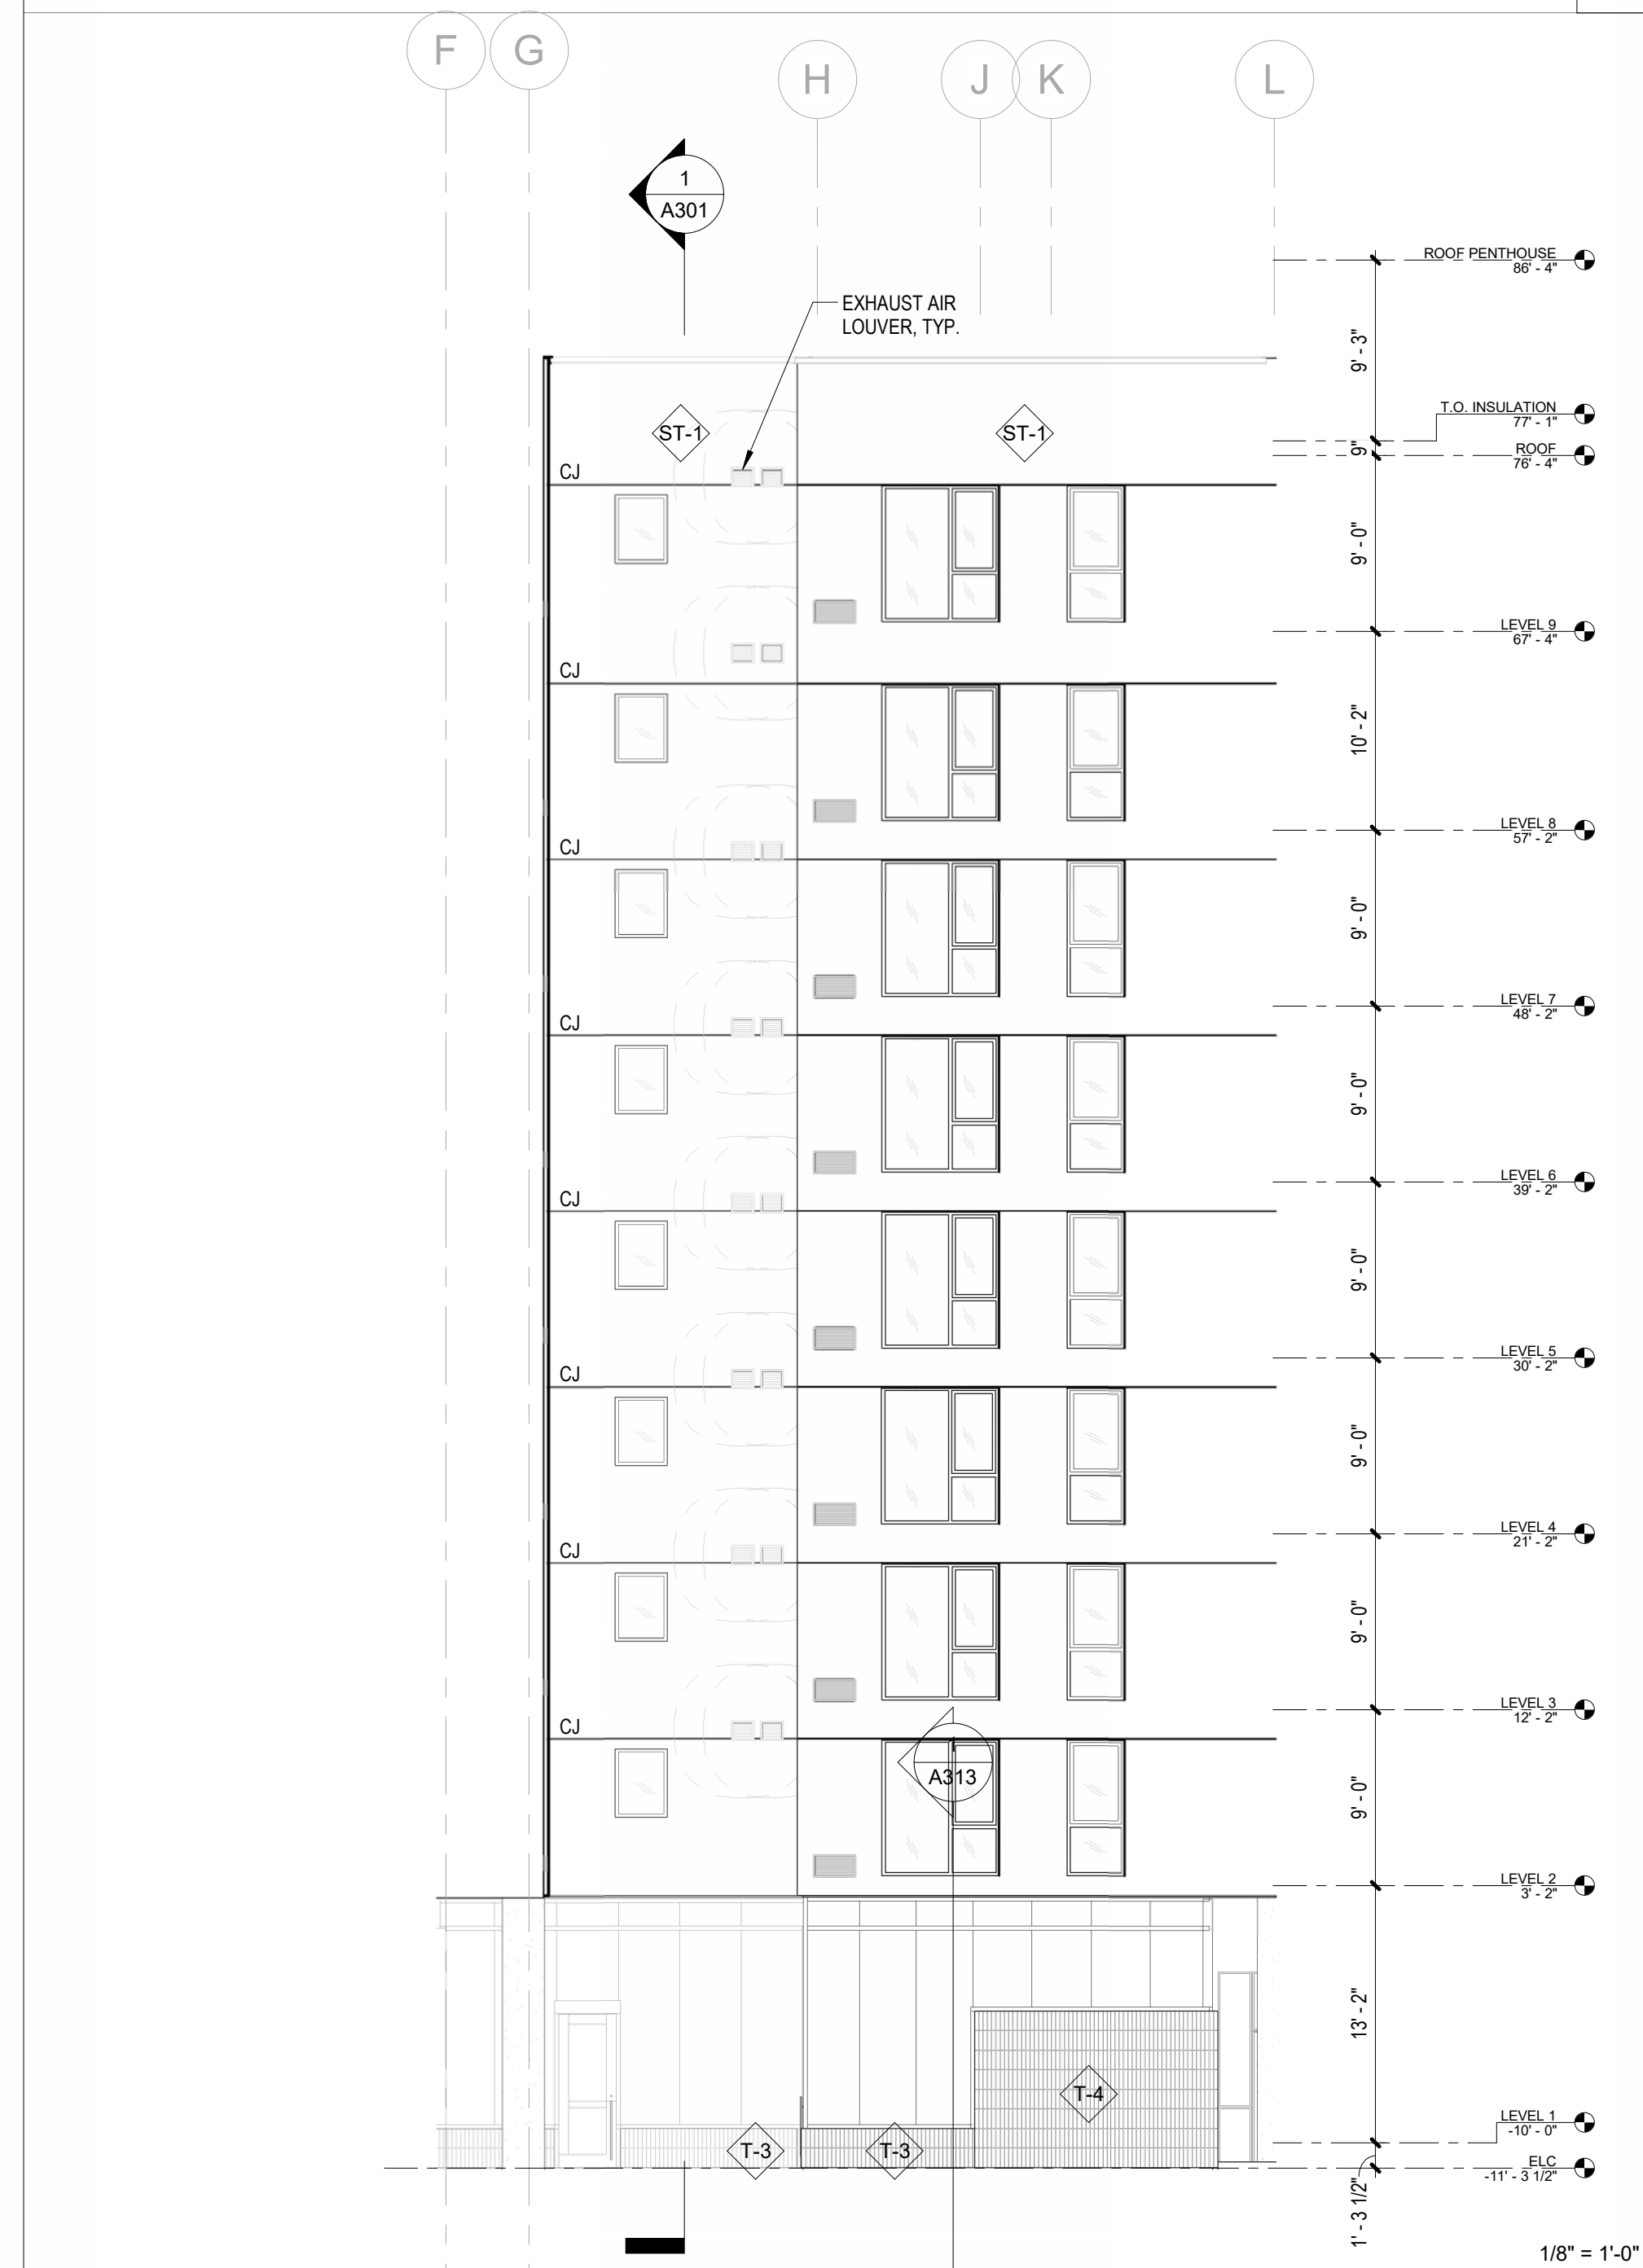 F
G
H
J
K
L
1
A301
ROOF PENTHOUSE
86' - 4"
EXHAUST AIR
LOUVER, TYP.
9' - 3"
T.O. INSULATION
77' - 1"
ST-1
ST-1
9"
ROOF
76' - 4"
CJ
9' - 0"
LEVEL 9
67' - 4"
CJ
10' - 2"
LEVEL 8
57' - 2"
CJ
9' - 0"
LEVEL 7
48' - 2"
CJ
9' - 0"
LEVEL 6
39' - 2"
CJ
9' - 0"
LEVEL 5
30' - 2"
CJ
9' - 0"
LEVEL 4
21' - 2"
CJ
9' - 0"
LEVEL 3
12' - 2"
CJ
1
A313
9' - 0"
LEVEL 2
3' - 2"
13' - 2"
T-4
LEVEL 1
-10' - 0"
T-3
T-3
ELC
-11' - 3 1/2"
1' - 3 1/2"
1/8" = 1'-0"